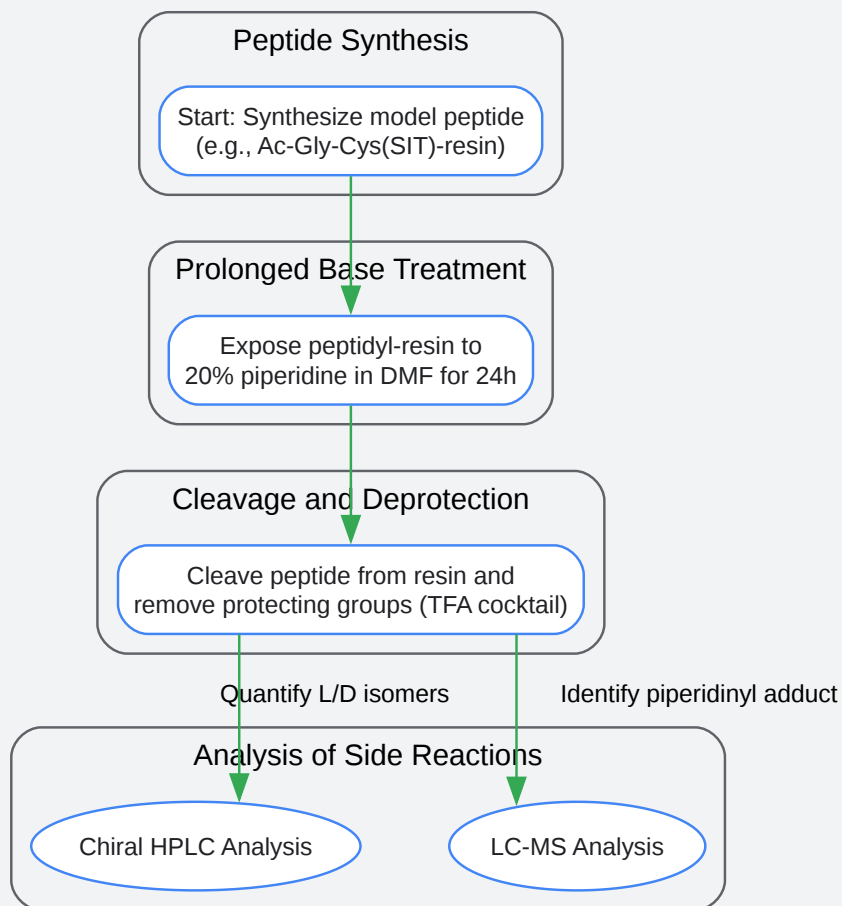 Peptide Synthesis
Start: Synthesize model peptide
(e.g., Ac-Gly-Cys(SIT)-resin)
Prolonged Base Treatment
Expose peptidyl-resin to
20% piperidine in DMF for 24h
Cleavage and Deprotection
Cleave peptide from resin and
remove protecting groups (TFA cocktail)
Quantify L/D isomers
Identify piperidinyl adduct
Analysis of Side Reactions
Chiral HPLC Analysis
LC-MS Analysis